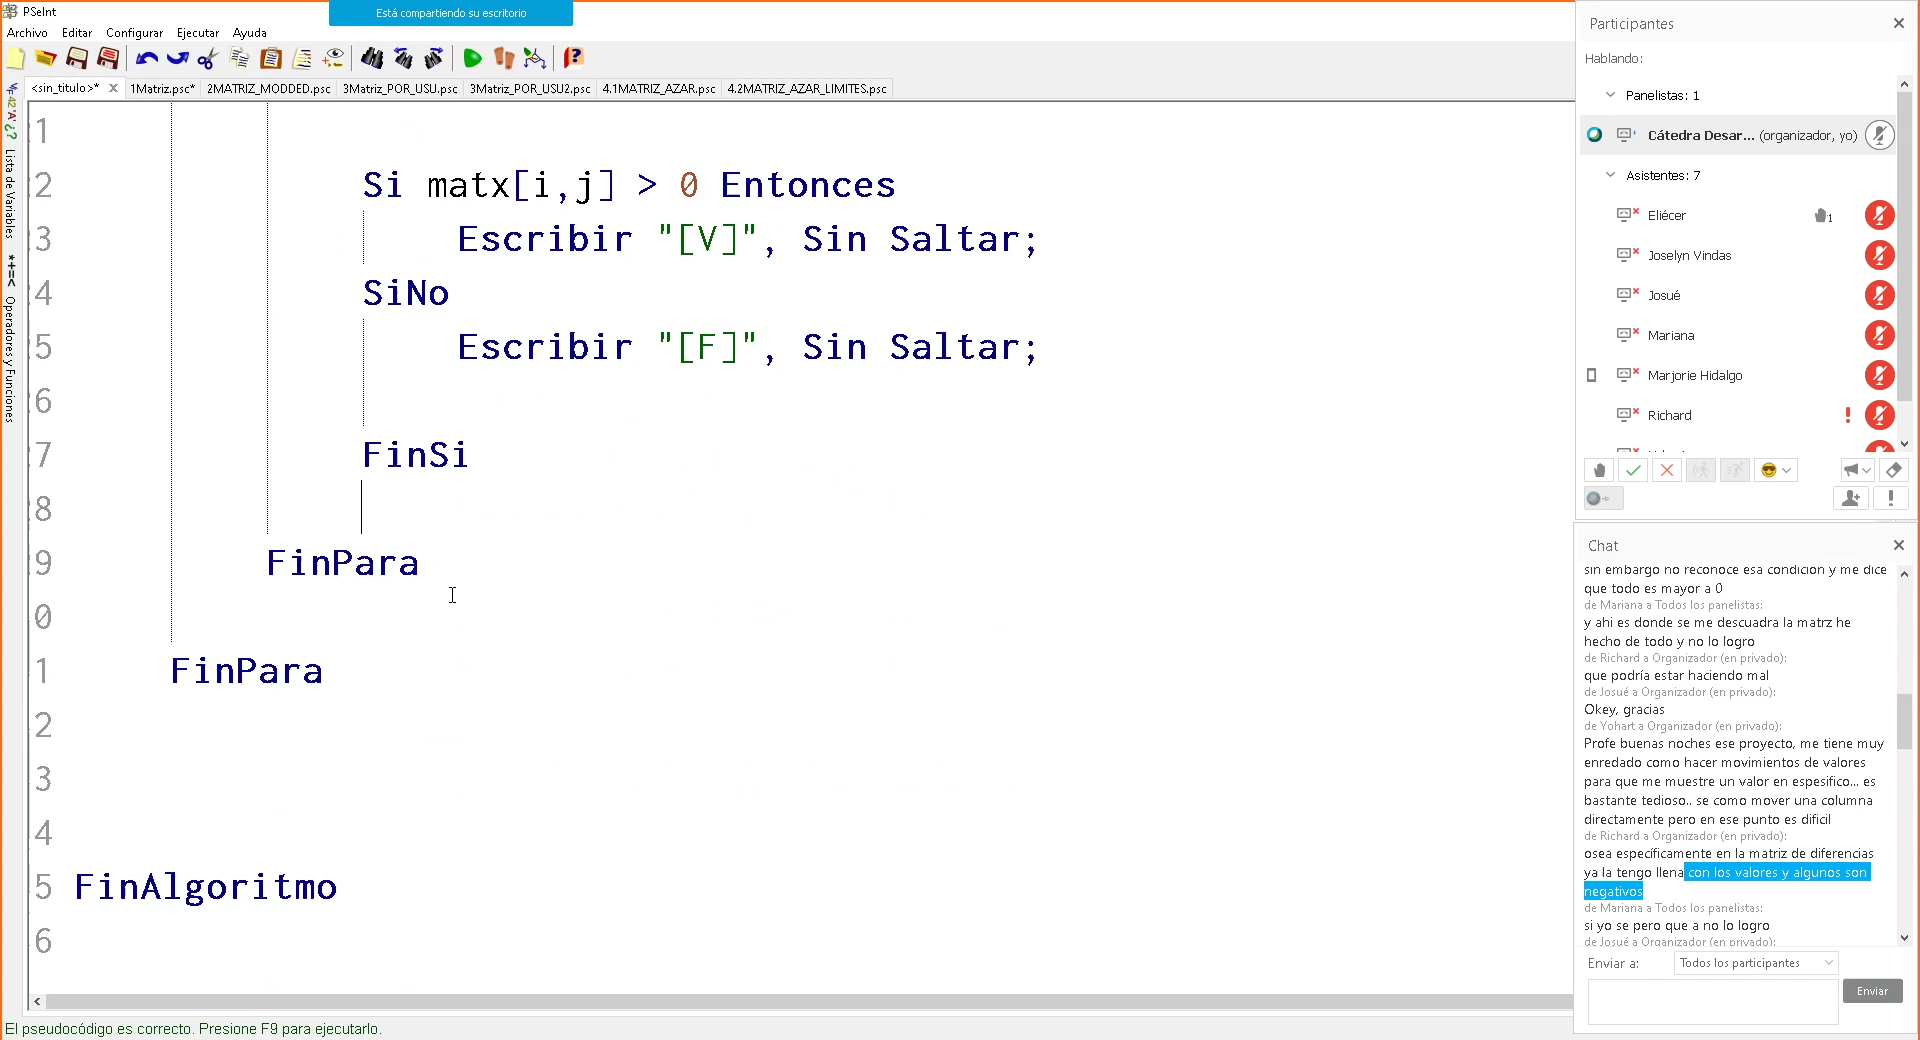 PSeInt
Está compartiendo su escritorio
Archivo Editar Configurar Ejecutar Ayuda
<sin_titulo>* 1Matriz.psc* 2MATRIZ_MODDED.psc 3Matriz_POR_USU.psc 3Matriz_POR_USU2.psc 4.1MATRIZ_AZAR.psc 4.2MATRIZ_AZAR_LIMITES.psc
Lista de Variables
Operadores y Funciones
1
2 Si matx[i,j] > 0 Entonces
3 Escribir "[V]", Sin Saltar;
4 SiNo
5 Escribir "[F]", Sin Saltar;
6
7 FinSi
8
9 FinPara
0
1 FinPara
2
3
4
5 FinAlgoritmo
6
El pseudocódigo es correcto. Presione F9 para ejecutarlo.
Participantes
Hablando:
Panelistas: 1
Cátedra Desar... (organizador, yo)
Asistentes: 7
Eliécer 1
Joselyn Vindas
Josué
Mariana
Marjorie Hidalgo
Richard
Chat
sin embargo no reconoce esa condicion y me dice
que todo es mayor a 0
de Mariana a Todos los panelistas:
y ahi es donde se me descuadra la matrz he
hecho de todo y no lo logro
de Richard a Organizador (en privado):
que podría estar haciendo mal
de Josué a Organizador (en privado):
Okey, gracias
de Yohart a Organizador (en privado):
Profe buenas noches ese proyecto, me tiene muy
enredado como hacer movimientos de valores
para que me muestre un valor en espesifico... es
bastante tedioso.. se como mover una columna
directamente pero en ese punto es dificil
de Richard a Organizador (en privado):
osea específicamente en la matriz de diferencias
ya la tengo llena con los valores y algunos son
negativos
de Mariana a Todos los panelistas:
si yo se pero que a no lo logro
de Josué a Organizador (en privado):
Enviar a: Todos los participantes
Enviar